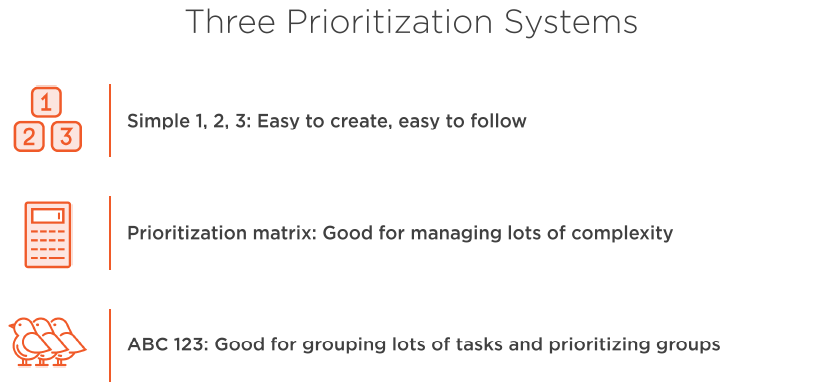 Three Prioritization Systems
1
2 3
Simple 1, 2, 3: Easy to create, easy to follow
Prioritization matrix: Good for managing lots of complexity
ABC 123: Good for grouping lots of tasks and prioritizing groups